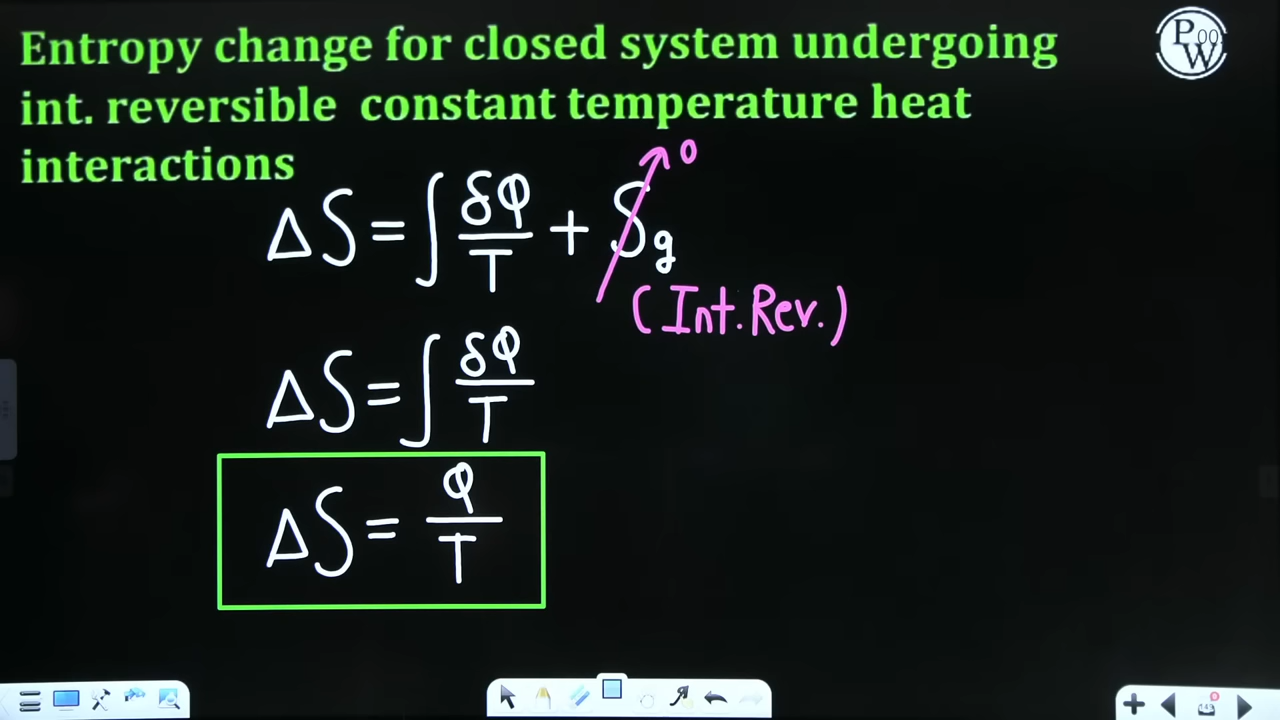 Entropy change for closed system undergoing
int. reversible constant temperature heat
interactions
ΔS = ∫ δQ/T + Sg → 0
(Int. Rev.)
ΔS = ∫ δQ/T
ΔS = Q/T
PW